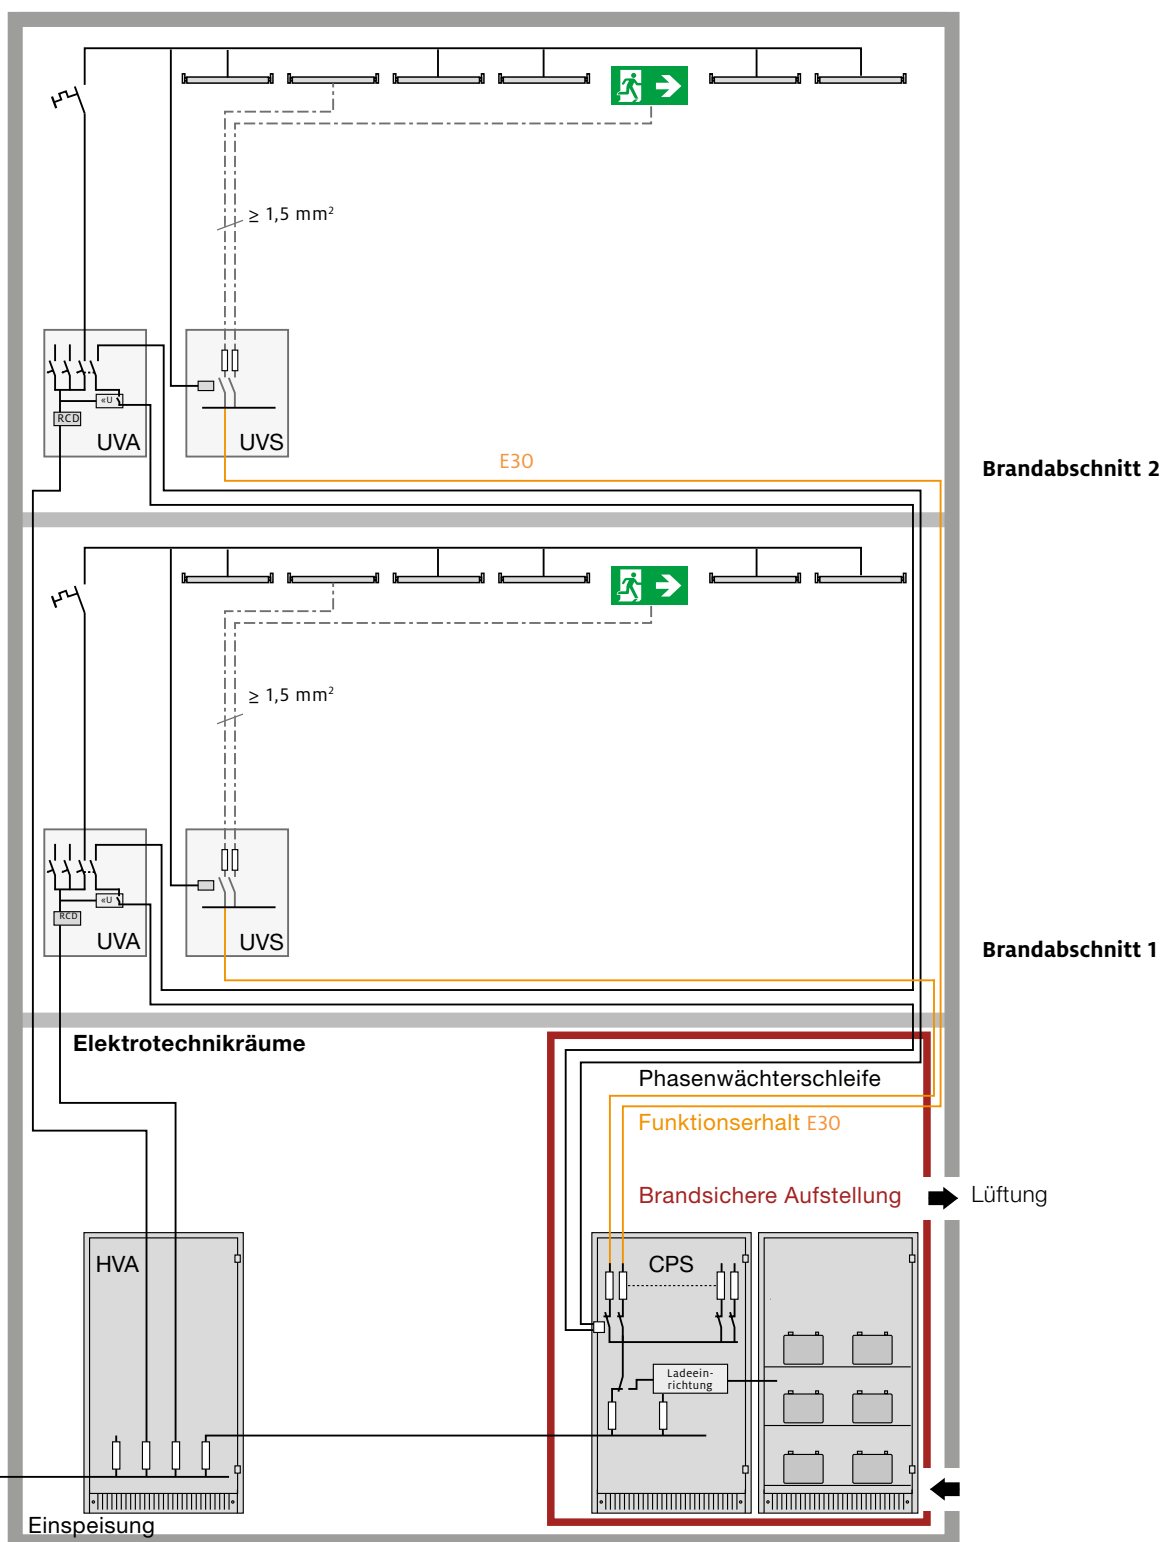 ≥ 1,5 mm²
«U
RCD
UVA
UVS
E30
Brandabschnitt 2
≥ 1,5 mm²
«U
RCD
UVA
UVS
Brandabschnitt 1
Elektrotechnikräume
Phasenwächterschleife
Funktionserhalt E30
Brandsichere Aufstellung
Lüftung
HVA
CPS
Ladeein-
richtung
Einspeisung